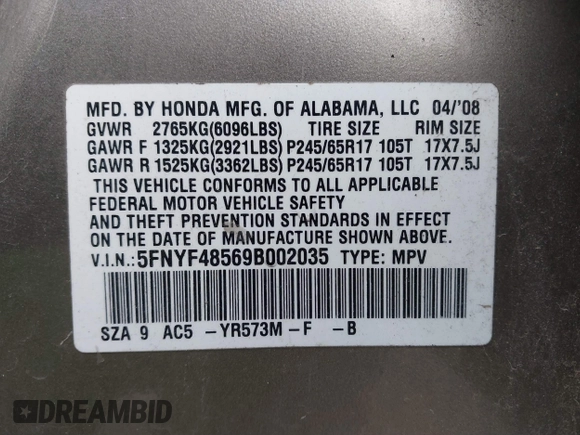 MFD. BY HONDA MFG. OF ALABAMA, LLC 04/'08
GVWR 2765KG(6096LBS) TIRE SIZE RIM SIZE
GAWR F 1325KG(2921LBS) P245/65R17 105T 17X7.5J
GAWR R 1525KG(3362LBS) P245/65R17 105T 17X7.5J
THIS VEHICLE CONFORMS TO ALL APPLICABLE
FEDERAL MOTOR VEHICLE SAFETY
AND THEFT PREVENTION STANDARDS IN EFFECT
ON THE DATE OF MANUFACTURE SHOWN ABOVE.
V.I.N.:5FNYF48569B002035 TYPE: MPV
SZA 9 AC5 -YR573M-F -B
DREAMBID